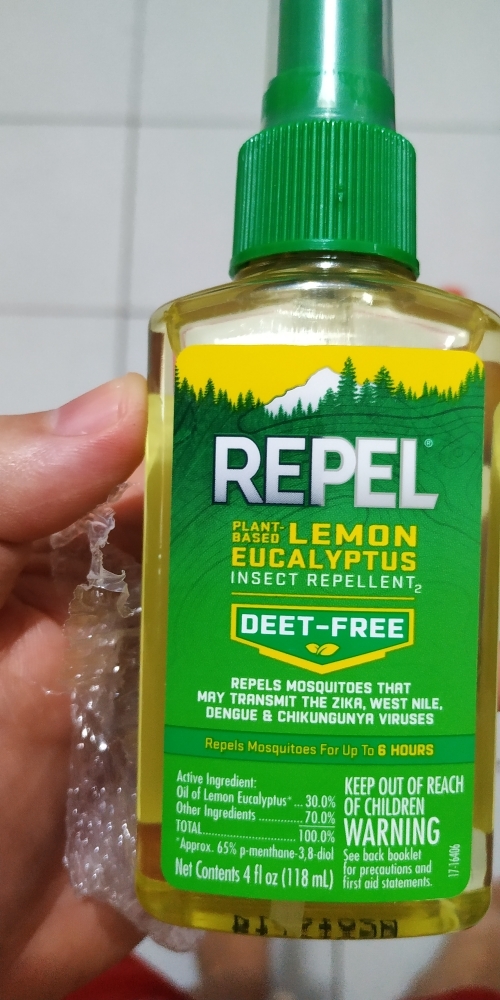 REPEL®
PLANT-BASED LEMON
EUCALYPTUS
INSECT REPELLENT2
DEET-FREE
REPELS MOSQUITOES THAT
MAY TRANSMIT THE ZIKA, WEST NILE,
DENGUE & CHIKUNGUNYA VIRUSES
Repels Mosquitoes For Up To 6 HOURS
Active Ingredient:
Oil of Lemon Eucalyptus* ... 30.0%
Other Ingredients ............... 70.0%
TOTAL............................ 100.0%
*Approx. 65% p-menthane-3,8-diol
Net Contents 4 fl oz (118 mL)
KEEP OUT OF REACH
OF CHILDREN
WARNING
See back booklet
for precautions and
first aid statements.
17-16406